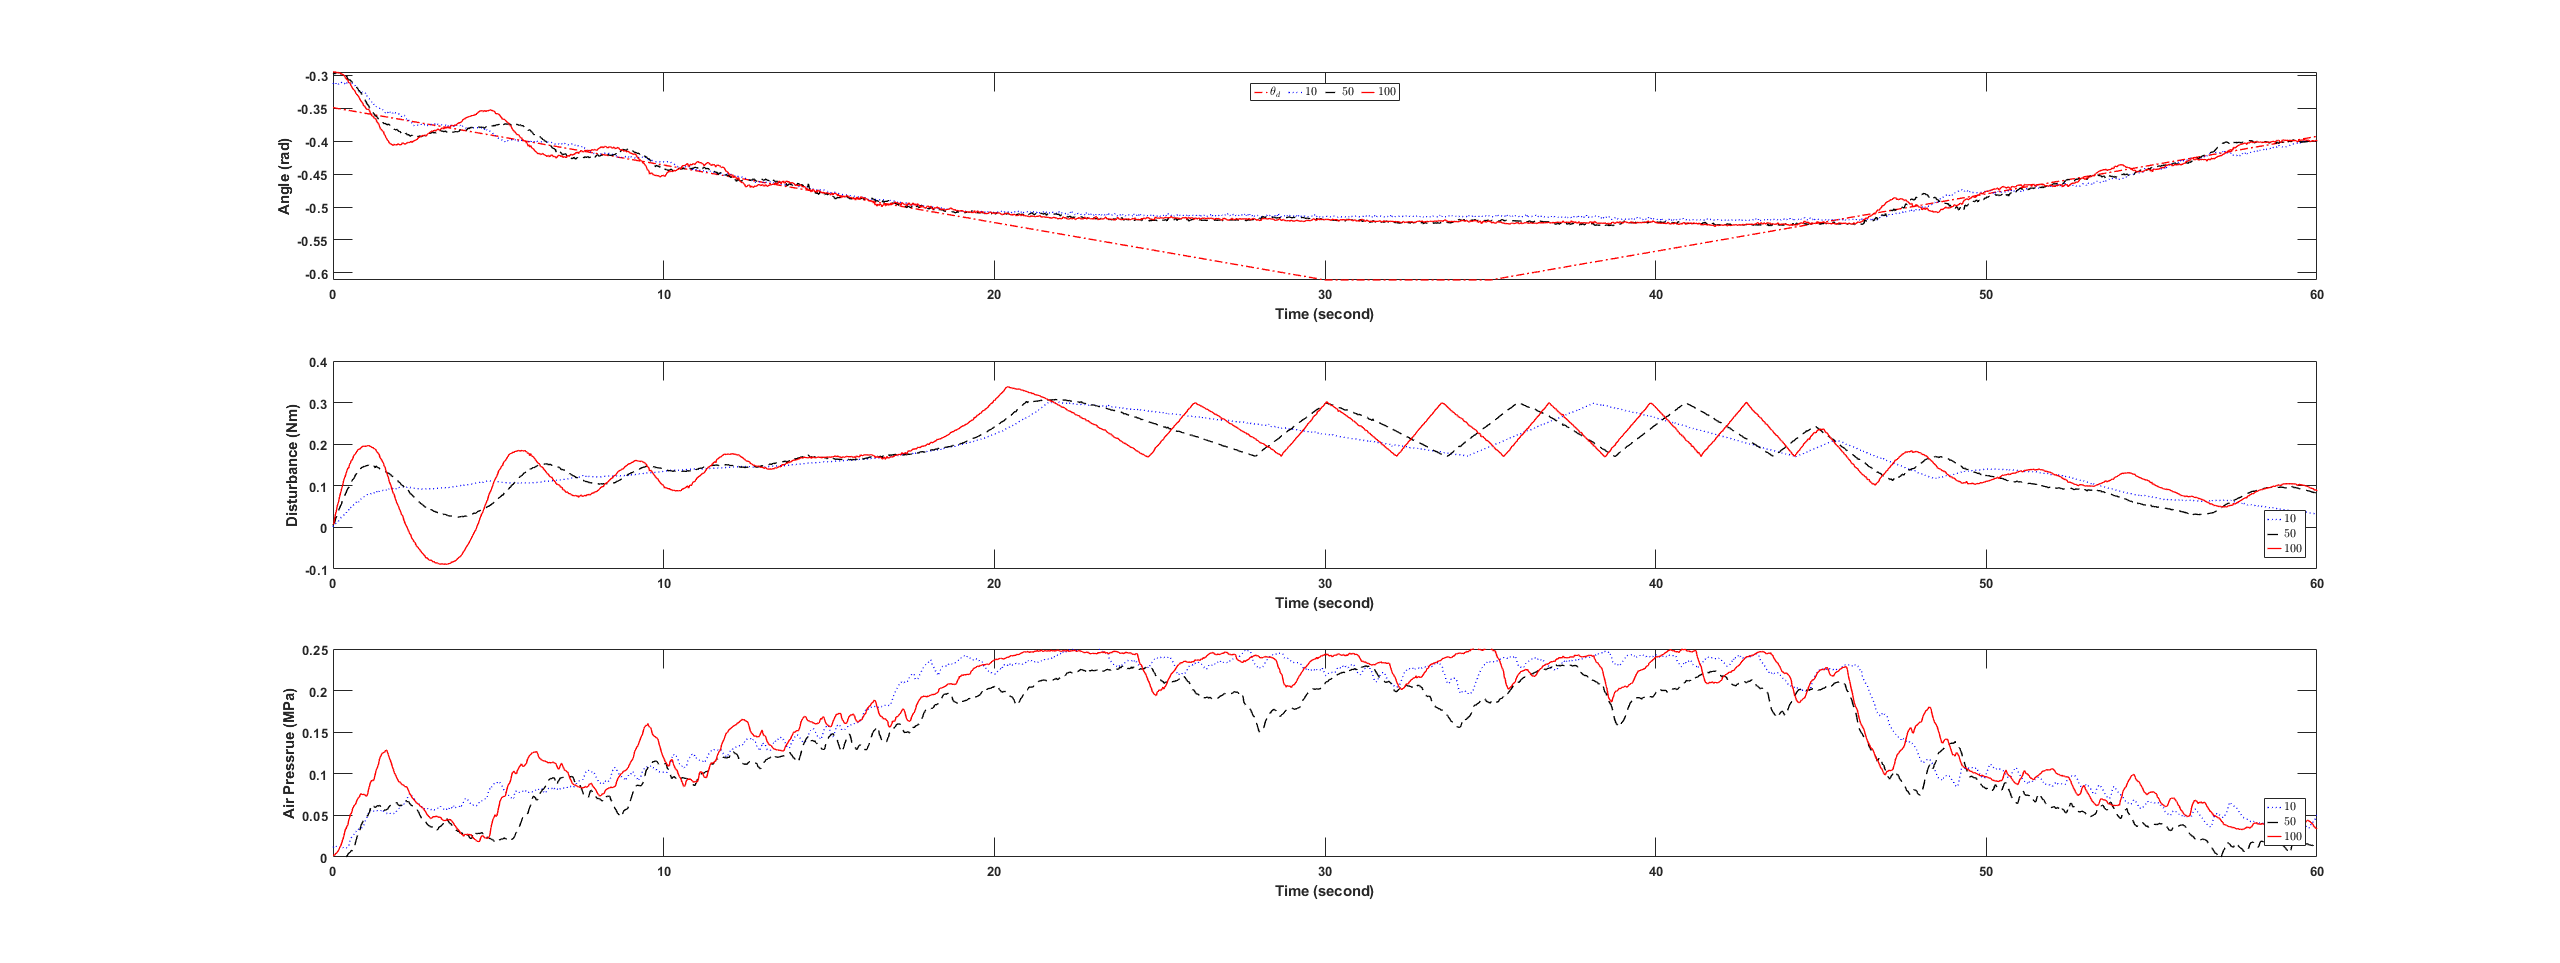 -0.3
-0.35
-0.4
-0.45
-0.5
-0.55
-0.6
Angle (rad)
θd 10 50 100
0 10 20 30 40 50 60
Time (second)
0.4
0.3
0.2
0.1
0
-0.1
Disturbance (Nm)
10
50
100
0 10 20 30 40 50 60
Time (second)
0.25
0.2
0.15
0.1
0.05
0
Air Pressrue (MPa)
10
50
100
0 10 20 30 40 50 60
Time (second)